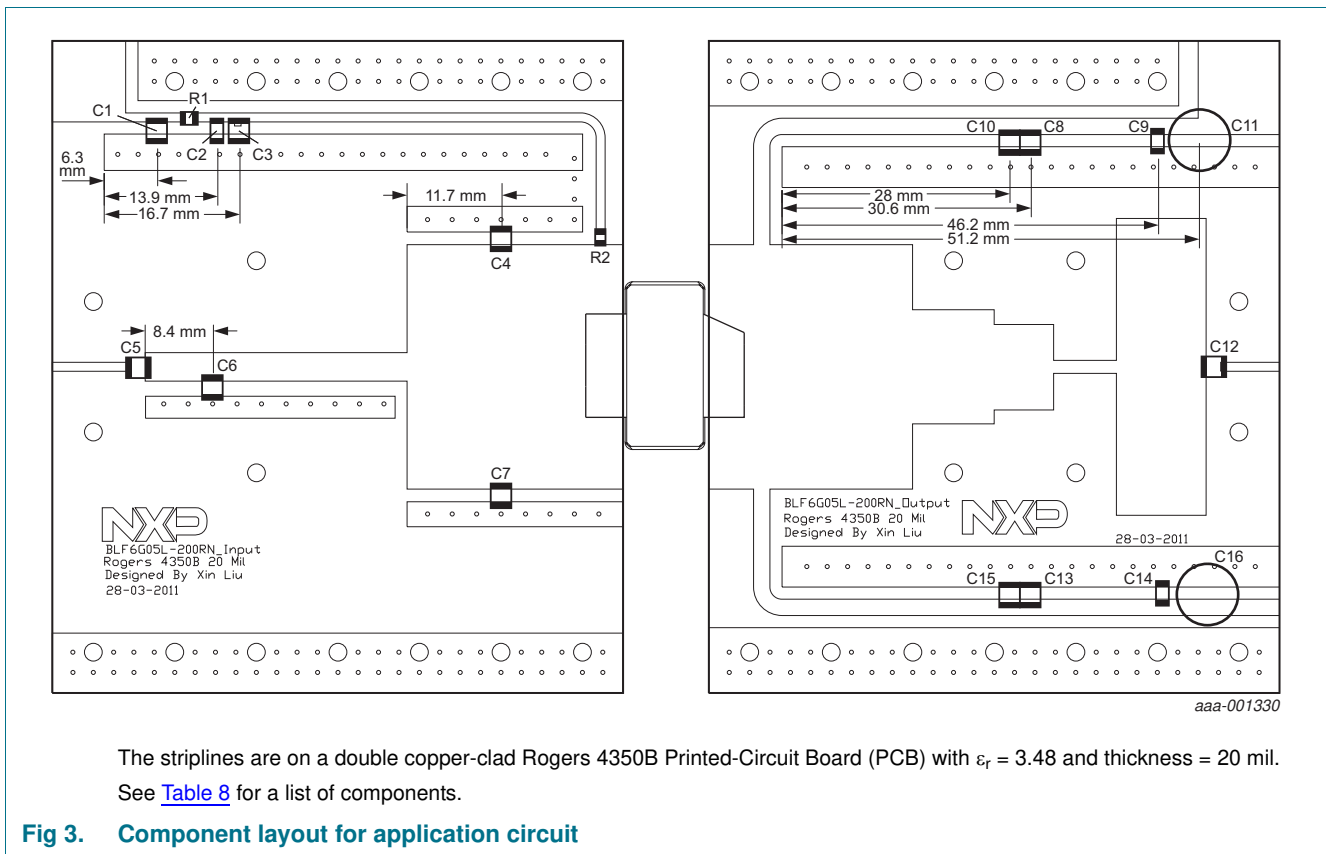 R1
C1
C2
C3
6.3
mm
13.9 mm
16.7 mm
11.7 mm
C4
R2
8.4 mm
C5
C6
C7
NXP
BLF6G05L-200RN_Input
Rogers 4350B 20 Mil
Designed By Xin Liu
28-03-2011
C10
C8
C9
C11
28 mm
30.6 mm
46.2 mm
51.2 mm
C12
BLF6G05L-200RN_Output
Rogers 4350B 20 Mil
Designed By Xin Liu
NXP
28-03-2011
C15
C13
C14
C16
aaa-001330
The striplines are on a double copper-clad Rogers 4350B Printed-Circuit Board (PCB) with εr = 3.48 and thickness = 20 mil.
See Table 8 for a list of components.
Fig 3. Component layout for application circuit